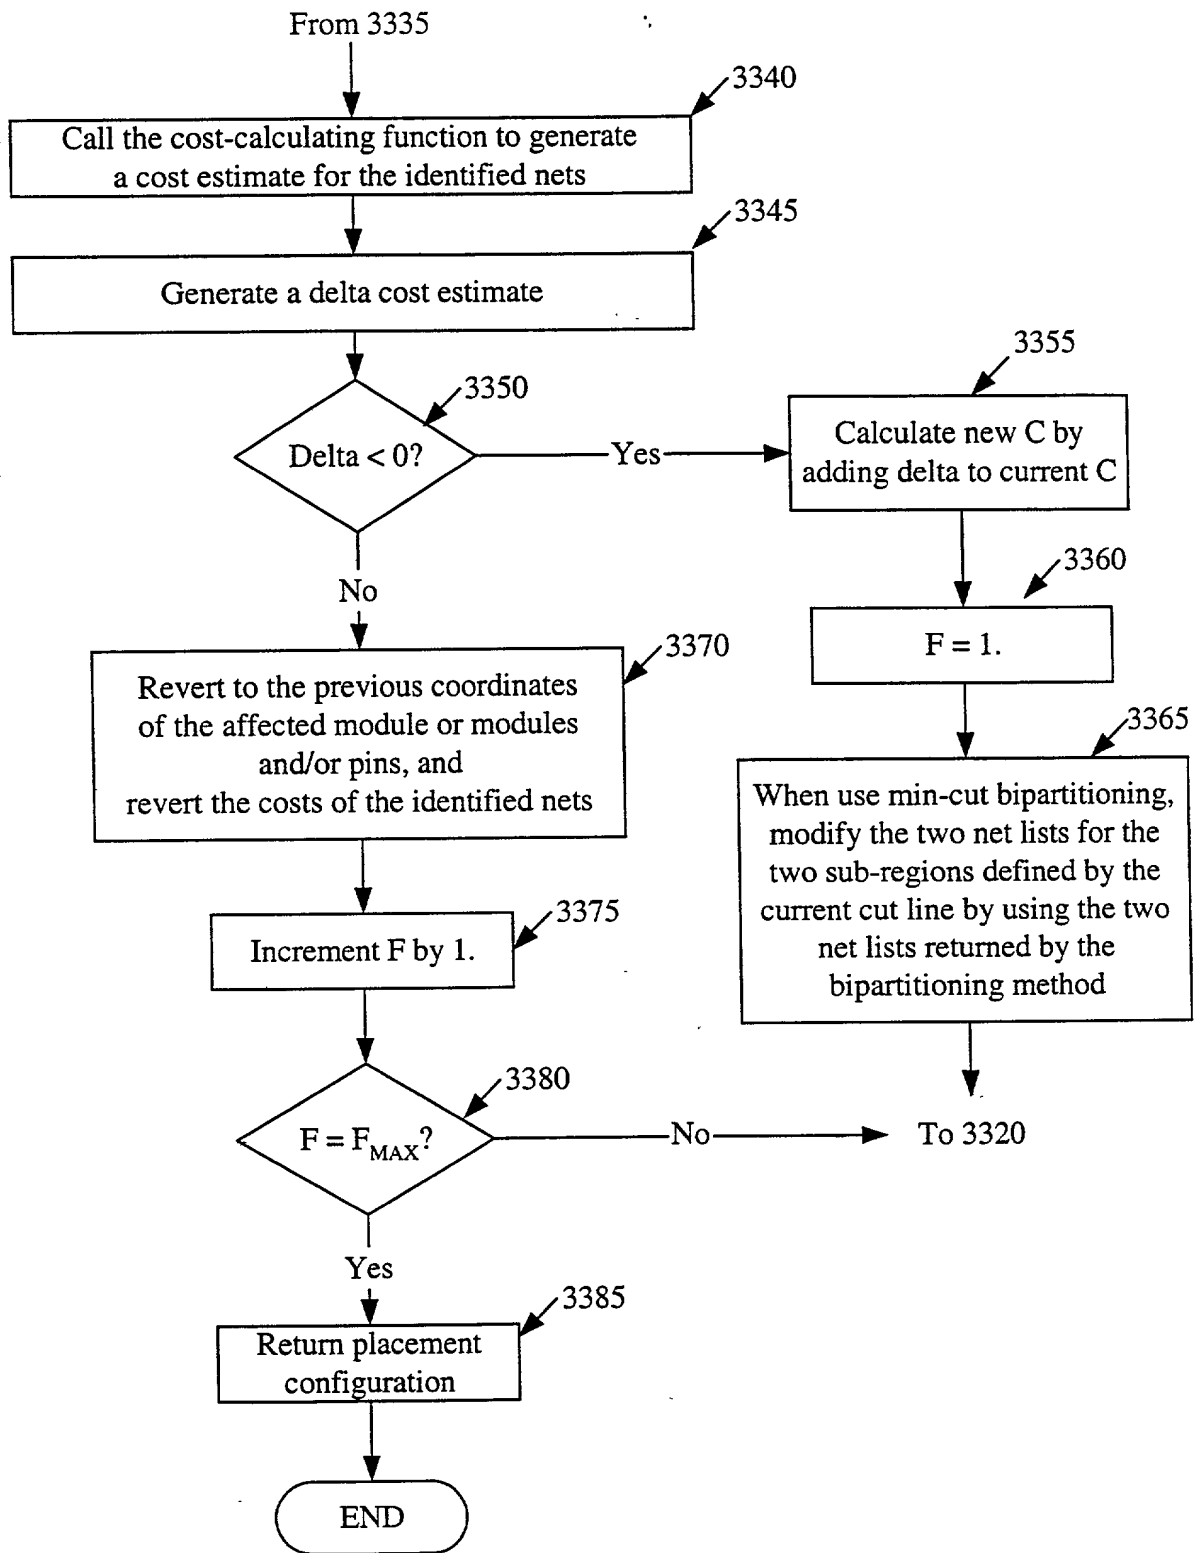 From 3335
3340
Call the cost-calculating function to generate
a cost estimate for the identified nets
3345
Generate a delta cost estimate
3350
Delta < 0?
Yes
3355
Calculate new C by
adding delta to current C
3360
F = 1.
3365
When use min-cut bipartitioning,
modify the two net lists for the
two sub-regions defined by the
current cut line by using the two
net lists returned by the
bipartitioning method
No
3370
Revert to the previous coordinates
of the affected module or modules
and/or pins, and
revert the costs of the identified nets
3375
Increment F by 1.
3380
F = F_MAX?
No
To 3320
Yes
3385
Return placement
configuration
END